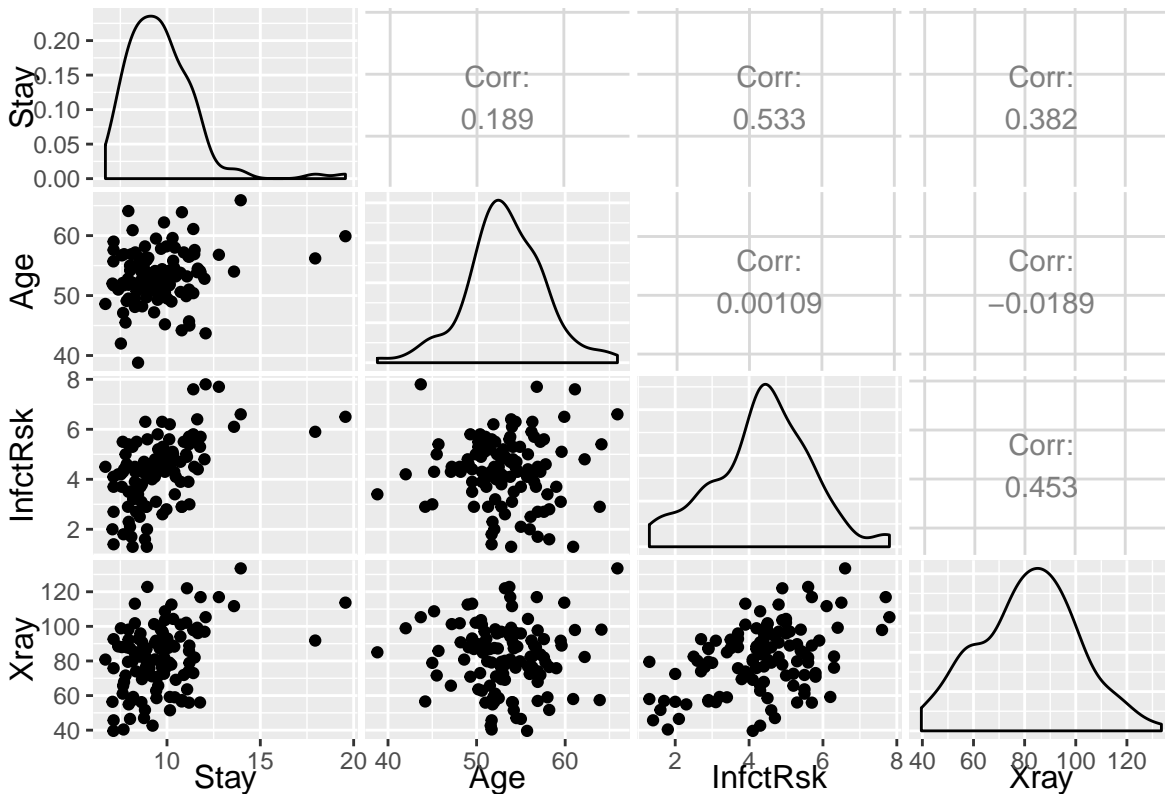 0.20
0.15
0.10
0.05
0.00
Stay
Corr:
0.189
Corr:
0.533
Corr:
0.382
60
50
40
Age
Corr:
0.00109
Corr:
−0.0189
8
6
4
2
InfctRsk
Corr:
0.453
120
100
80
60
40
Xray
10 15 20
40 50 60
2 4 6 8
40 60 80 100 120
Stay Age InfctRsk Xray